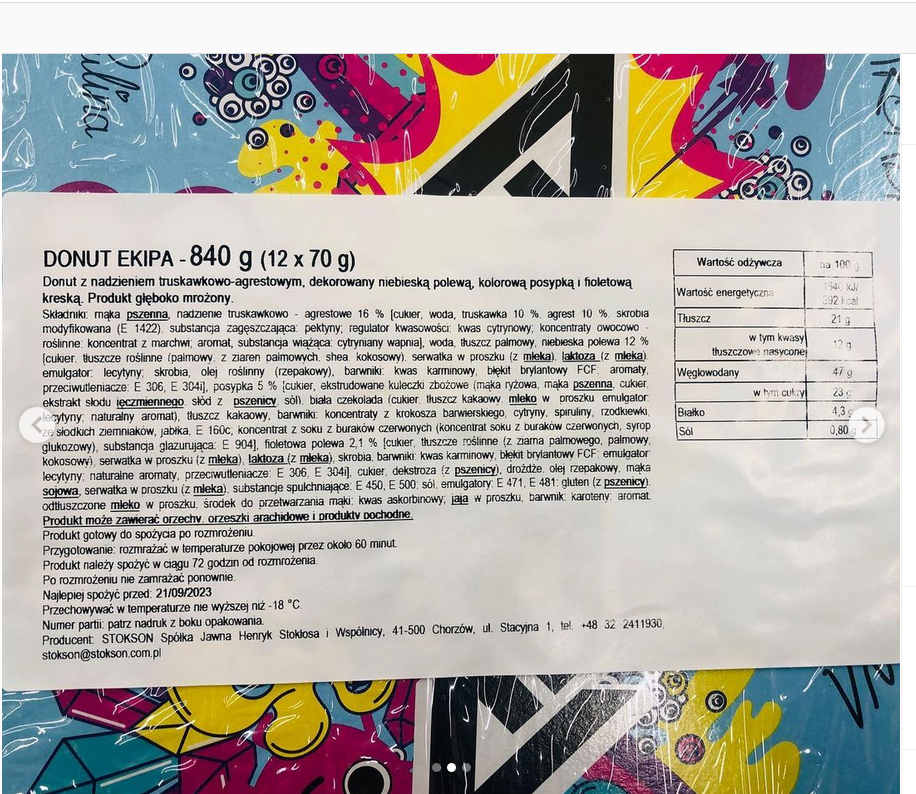 DONUT EKIPA - 840 g (12 x 70 g)
Donut z nadzieniem truskawkowo-agrestowym, dekorowany niebieską polewą, kolorową posypką i fioletową
kreską. Produkt głęboko mrożony.
Składniki: mąka pszenna, nadzienie truskawkowo - agrestowe 16 % [cukier, woda, truskawka 10 %, agrest 10 %, skrobia
modyfikowana (E 1422), substancja zagęszczająca: pektyny; regulator kwasowości: kwas cytrynowy; koncentraty owocowo -
roślinne: koncentrat z marchwi; aromat, substancja wiążąca: cytryniany wapnia], woda, tłuszcz palmowy, niebieska polewa 12 %
[cukier, tłuszcze roślinne (palmowy, z ziaren palmowych, shea kokosowy), serwatka w proszku (z mleka), laktoza (z mleka),
emulgator: lecytyny; skrobia, olej roślinny (rzepakowy), barwniki: kwas karminowy, błękit brylantowy FCF; aromaty,
przeciwutleniacze: E 306, E 304i], posypka 5 % [cukier, ekstrudowane kuleczki zbożowe (mąka ryżowa, mąka pszenna, cukier,
ekstrakt słodu jęczmiennego, słód z pszenicy, sól), biała czekolada (cukier, tłuszcz kakaowy, mleko w proszku emulgator:
lecytyny; naturalny aromat), tłuszcz kakaowy, barwniki: koncentraty z krokosza barwierskiego, cytryny, spiruliny, rzodkiewki,
ze słodkich ziemniaków, jabłka, E 160c, koncentrat z soku z buraków czerwonych (koncentrat soku z buraków czerwonych, syrop
glukozowy), substancja glazurująca: E 904], fioletowa polewa 2,1 % [cukier, tłuszcze roślinne (z ziarna palmowego, palmowy,
kokosowy), serwatka w proszku (z mleka), laktoza (z mleka), skrobia, barwniki: kwas karminowy, błękit brylantowy FCF; emulgator:
lecytyny; naturalne aromaty, przeciwutleniacze: E 306, E 304i], cukier, dekstroza (z pszenicy), drożdże, olej rzepakowy, mąka
sojowa, serwatka w proszku (z mleka), substancje spulchniające: E 450, E 500; sól, emulgatory: E 471, E 481; gluten (z pszenicy),
odtłuszczone mleko w proszku, środek do przetwarzania mąki: kwas askorbinowy; jaja w proszku, barwnik: karoteny; aromat.
Produkt może zawierać orzechy, orzeszki arachidowe i produkty pochodne.
Produkt gotowy do spożycia po rozmrożeniu.
Przygotowanie: rozmrażać w temperaturze pokojowej przez około 60 minut.
Produkt należy spożyć w ciągu 72 godzin od rozmrożenia.
Po rozmrożeniu nie zamrażać ponownie.
Najlepiej spożyć przed: 21/09/2023
Przechowywać w temperaturze nie wyższej niż -18 °C.
Numer partii: patrz nadruk z boku opakowania.
Producent: STOKSON Spółka Jawna Henryk Stokłosa i Wspólnicy, 41-500 Chorzów, ul. Stacyjna 1, tel. +48 32 2411930,
stokson@stokson.com.pl
Wartość odżywcza na 100 g
Wartość energetyczna 1640 kJ/
392 kcal
Tłuszcz 21 g
w tym kwasy
tłuszczowe nasycone 12 g
Węglowodany 47 g
w tym cukry 23 g
Białko 4,3 g
Sól 0,80 g